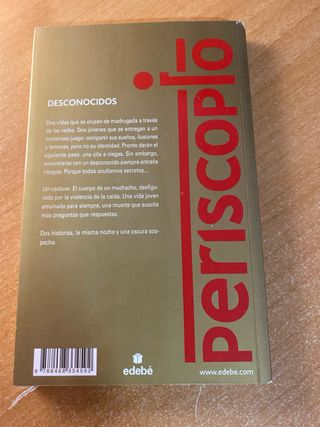 DESCONOCIDOS
Dos vidas que se cruzan de madrugada a través
de las redes. Dos jóvenes que se entregan a un
misterioso juego: compartir sus sueños, ilusiones
y temores, pero no su identidad. Pronto darán el
siguiente paso: una cita a ciegas. Sin embargo,
encontrarse con un desconocido siempre entraña
riesgos. Porque todos ocultamos secretos...
Un cadáver. El cuerpo de un muchacho, desfigu-
rado por la violencia de la caída. Una vida joven
arruinada para siempre, una muerte que suscita
más preguntas que respuestas.
Dos historias, la misma noche y una oscura sos-
pecha.
periscopio
9 788468 334592
edebé
www.edebe.com